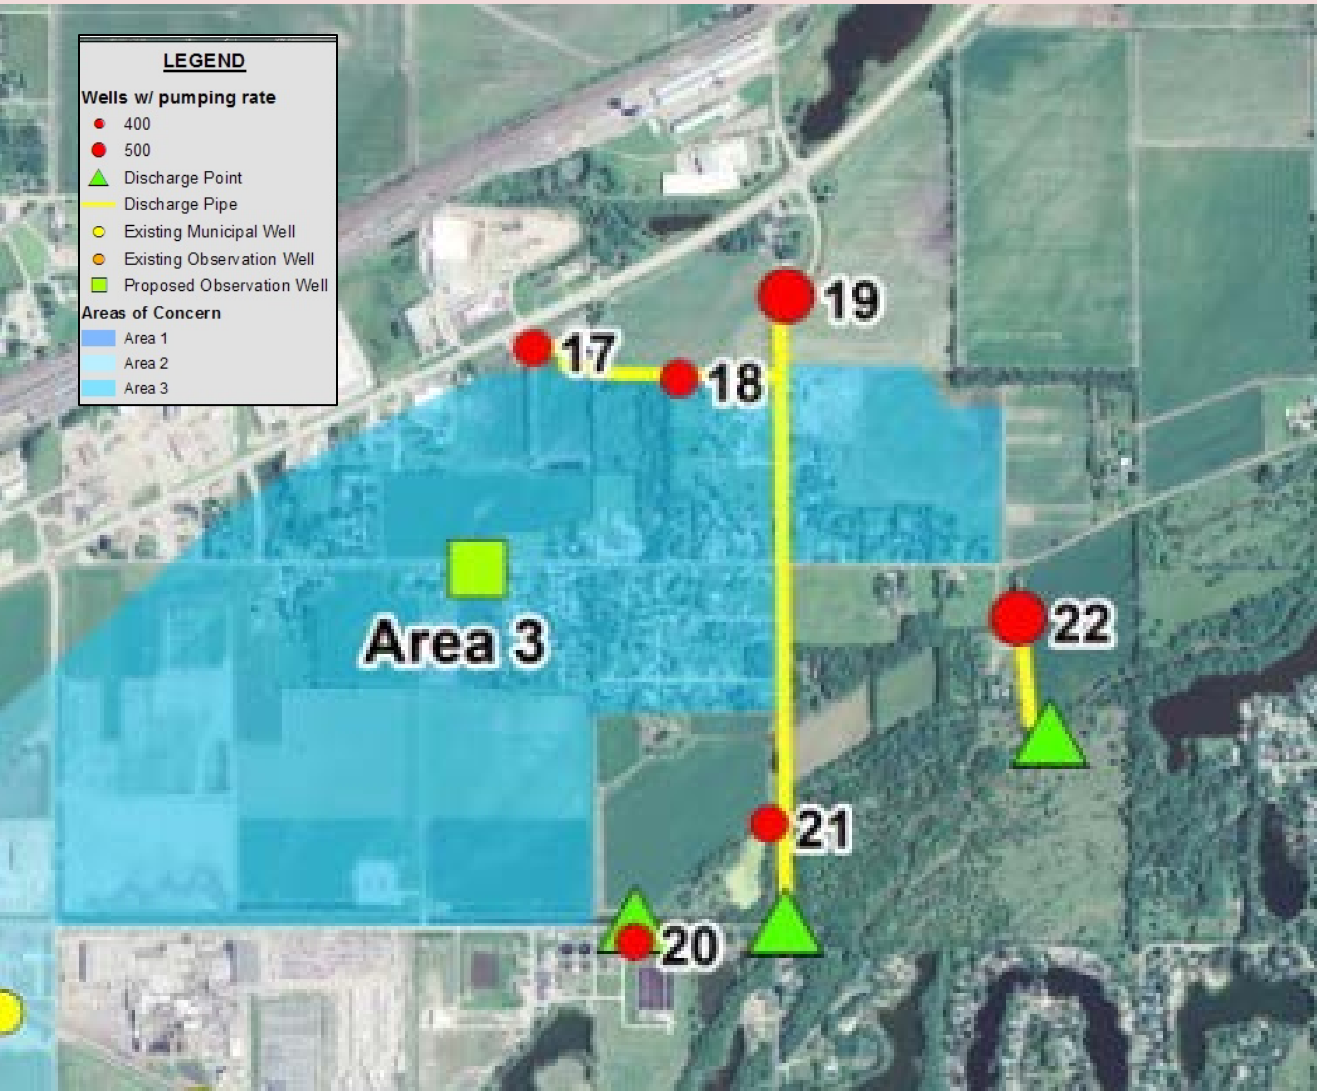 LEGEND
Wells w/ pumping rate
400
500
Discharge Point
Discharge Pipe
Existing Municipal Well
Existing Observation Well
Proposed Observation Well
Areas of Concern
Area 1
Area 2
Area 3
19
17
18
22
Area 3
21
20